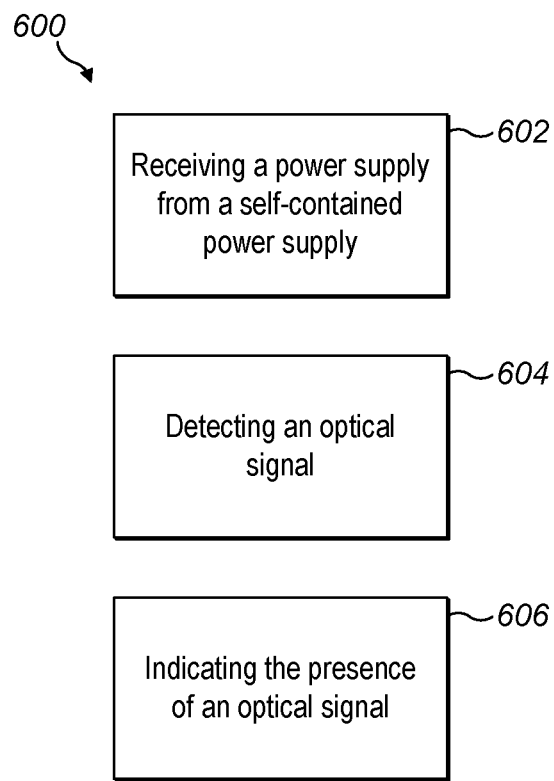 600
602
Receiving a power supply
from a self-contained
power supply
604
Detecting an optical
signal
606
Indicating the presence
of an optical signal